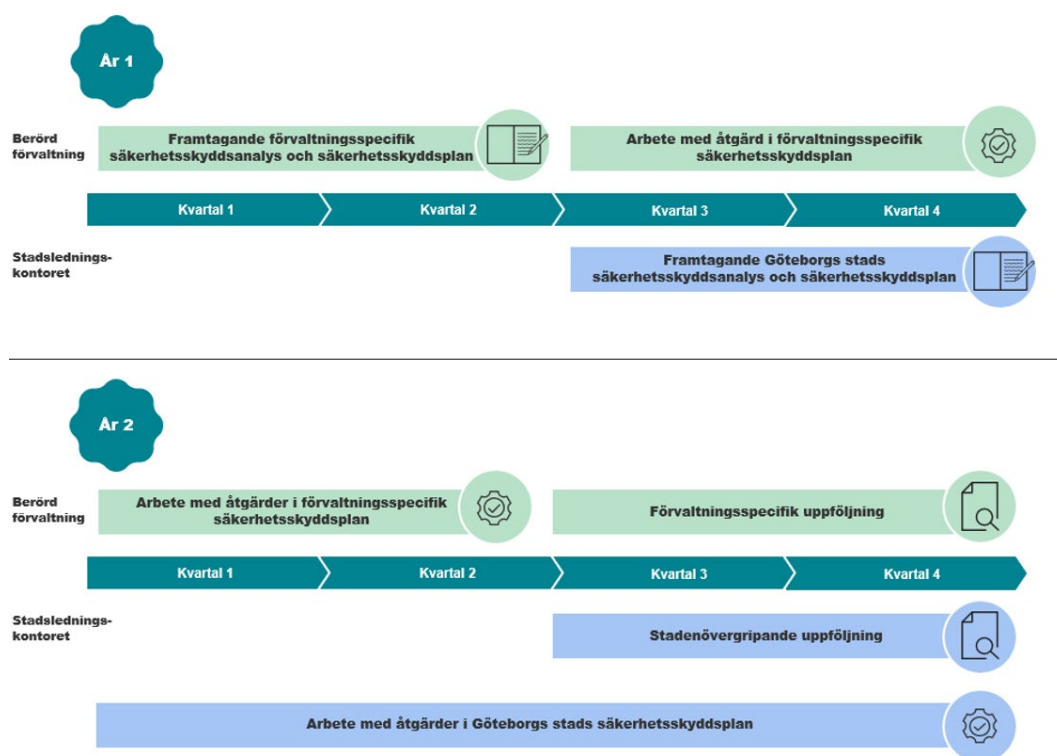 År 1
Berörd
förvaltning
Framtagande förvaltningsspecifik
säkerhetsskyddsanalys och säkerhetsskyddsplan
Arbete med åtgärd i förvaltningsspecifik
säkerhetsskyddsplan
Kvartal 1
Kvartal 2
Kvartal 3
Kvartal 4
Stadslednings-
kontoret
Framtagande Göteborgs stads
säkerhetsskyddsanalys och säkerhetsskyddsplan
År 2
Berörd
förvaltning
Arbete med åtgärder i förvaltningsspecifik
säkerhetsskyddsplan
Förvaltningsspecifik uppföljning
Kvartal 1
Kvartal 2
Kvartal 3
Kvartal 4
Stadslednings-
kontoret
Stadenövergripande uppföljning
Arbete med åtgärder i Göteborgs stads säkerhetsskyddsplan